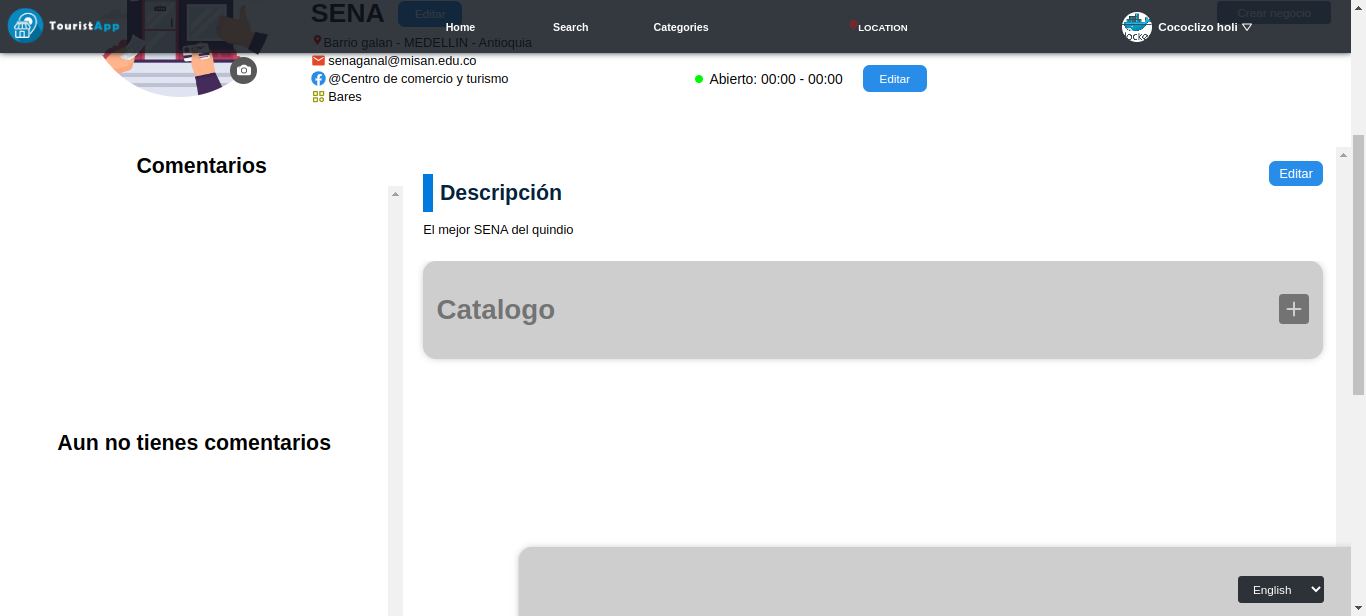 SENA
Editar
TouristApp
Home
Search
Categories
LOCATION
Cococlizo holi
Crear negocio
Barrio galan - MEDELLIN - Antioquia
senaganal@misan.edu.co
@Centro de comercio y turismo
Abierto: 00:00 - 00:00
Editar
Bares
Comentarios
Editar
Descripción
El mejor SENA del quindio
Catalogo
Aun no tienes comentarios
English